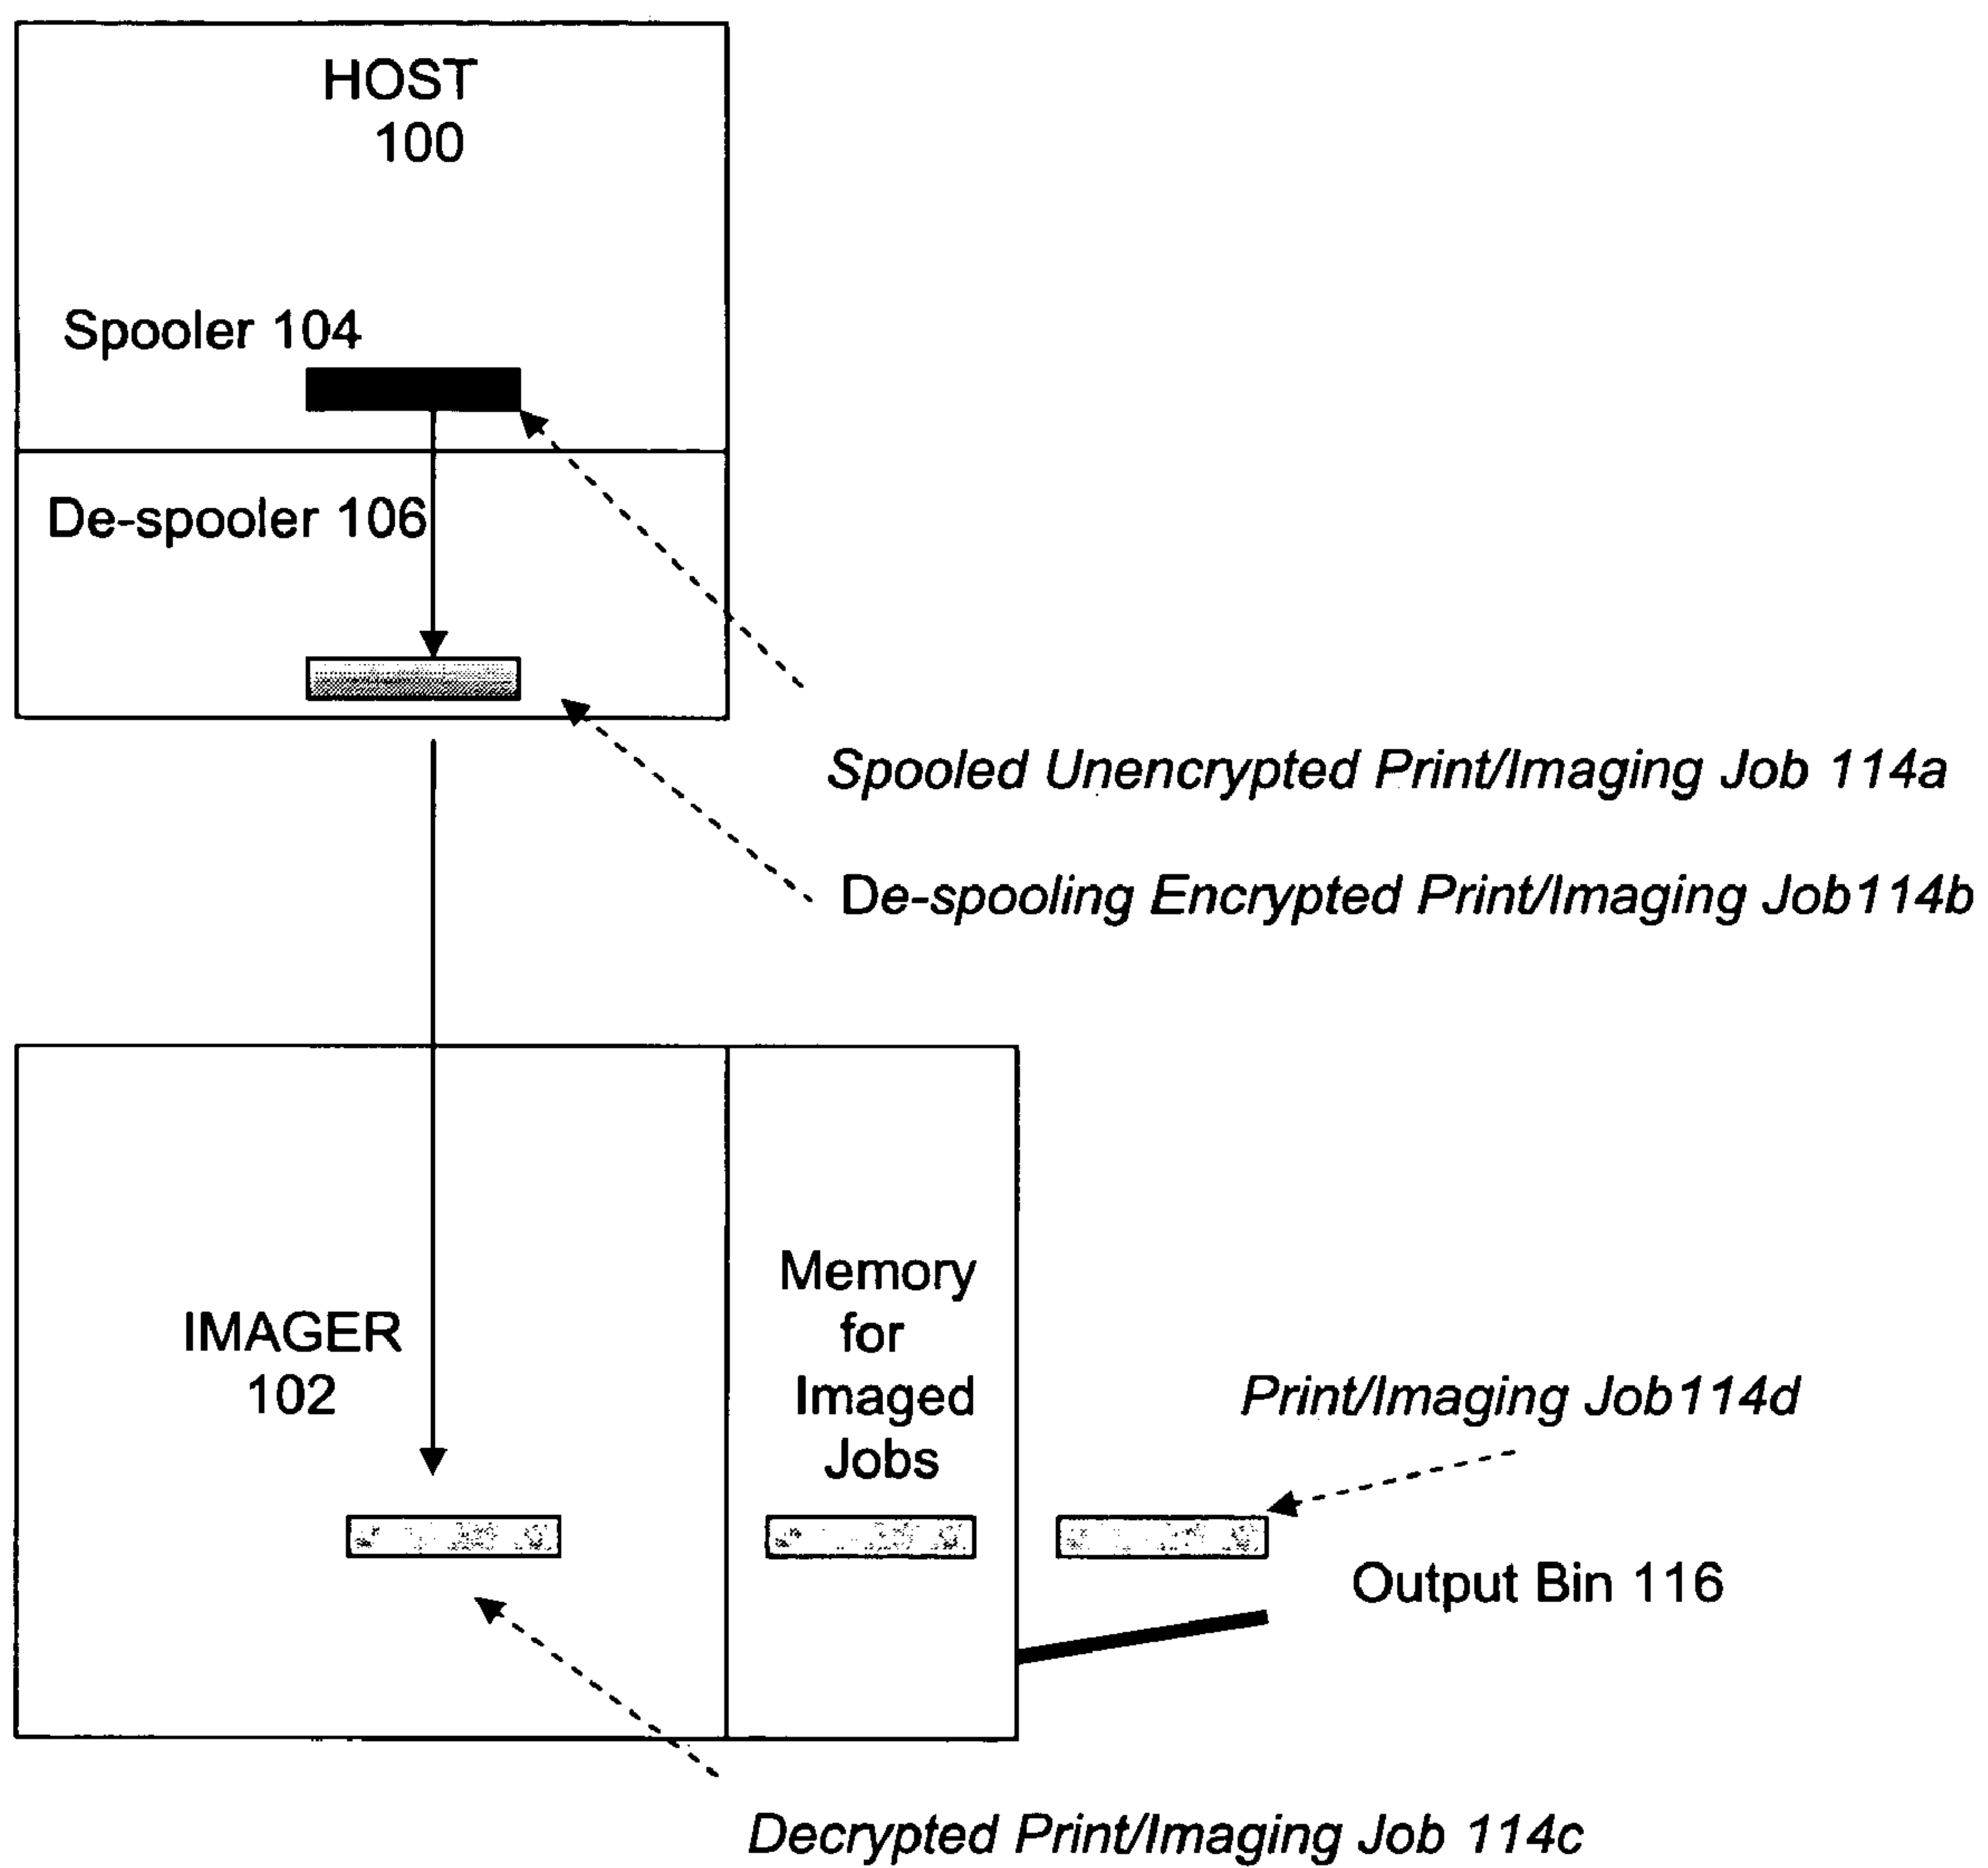 HOST
100
Spooler 104
De-spooler 106
Spooled Unencrypted Print/Imaging Job 114a
De-spooling Encrypted Print/Imaging Job114b
IMAGER
102
Memory
for
Imaged
Jobs
Print/Imaging Job114d
Output Bin 116
Decrypted Print/Imaging Job 114c